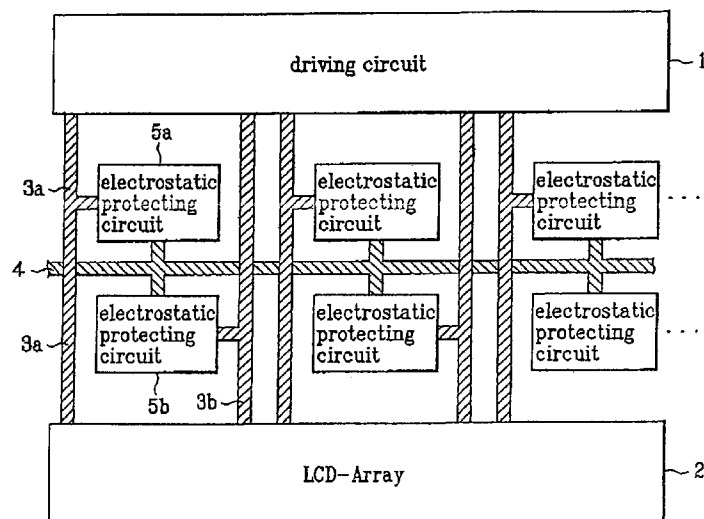 driving circuit
1
5a
3a
electrostatic
protecting
circuit
electrostatic
protecting
circuit
electrostatic
protecting
circuit
...
4
electrostatic
protecting
circuit
electrostatic
protecting
circuit
electrostatic
protecting
circuit
...
3a
5b
3b
LCD-Array
2